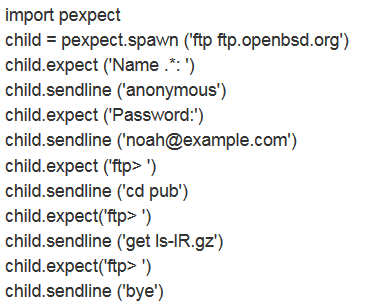 import pexpect
child = pexpect.spawn ('ftp ftp.openbsd.org')
child.expect ('Name .*: ')
child.sendline ('anonymous')
child.expect ('Password:')
child.sendline ('noah@example.com')
child.expect ('ftp> ')
child.sendline ('cd pub')
child.expect('ftp> ')
child.sendline ('get ls-lR.gz')
child.expect('ftp> ')
child.sendline ('bye')